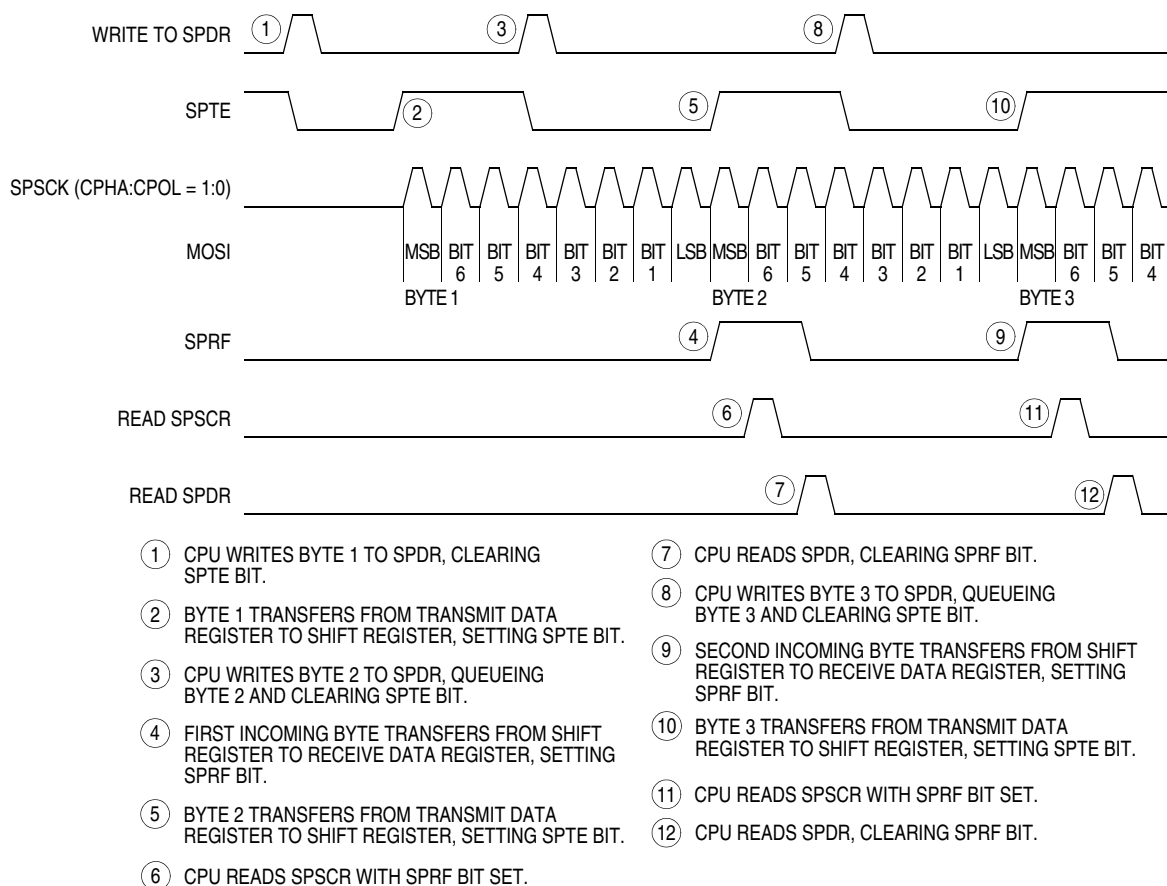 WRITE TO SPDR 1 3 8
SPTE 2 5 10
SPSCK (CPHA:CPOL = 1:0)
MOSI MSB BIT 6 BIT 5 BIT 4 BIT 3 BIT 2 BIT 1 LSB MSB BIT 6 BIT 5 BIT 4 BIT 3 BIT 2 BIT 1 LSB MSB BIT 6 BIT 5 BIT 4
BYTE 1 BYTE 2 BYTE 3
SPRF 4 9
READ SPSCR 6 11
READ SPDR 7 12
1 CPU WRITES BYTE 1 TO SPDR, CLEARING
SPTE BIT.
2 BYTE 1 TRANSFERS FROM TRANSMIT DATA
REGISTER TO SHIFT REGISTER, SETTING SPTE BIT.
3 CPU WRITES BYTE 2 TO SPDR, QUEUEING
BYTE 2 AND CLEARING SPTE BIT.
4 FIRST INCOMING BYTE TRANSFERS FROM SHIFT
REGISTER TO RECEIVE DATA REGISTER, SETTING
SPRF BIT.
5 BYTE 2 TRANSFERS FROM TRANSMIT DATA
REGISTER TO SHIFT REGISTER, SETTING SPTE BIT.
6 CPU READS SPSCR WITH SPRF BIT SET.
7 CPU READS SPDR, CLEARING SPRF BIT.
8 CPU WRITES BYTE 3 TO SPDR, QUEUEING
BYTE 3 AND CLEARING SPTE BIT.
9 SECOND INCOMING BYTE TRANSFERS FROM SHIFT
REGISTER TO RECEIVE DATA REGISTER, SETTING
SPRF BIT.
10 BYTE 3 TRANSFERS FROM TRANSMIT DATA
REGISTER TO SHIFT REGISTER, SETTING SPTE BIT.
11 CPU READS SPSCR WITH SPRF BIT SET.
12 CPU READS SPDR, CLEARING SPRF BIT.